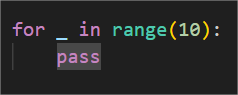 for _ in range(10):
    pass